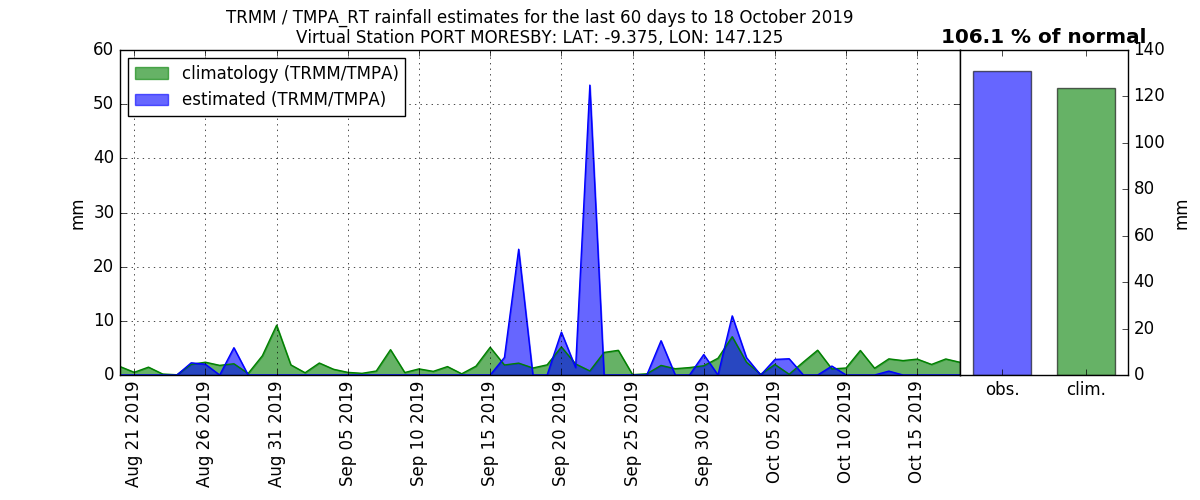 TRMM / TMPA_RT rainfall estimates for the last 60 days to 18 October 2019
Virtual Station PORT MORESBY: LAT: -9.375, LON: 147.125
106.1 % of normal
climatology (TRMM/TMPA)
estimated (TRMM/TMPA)
60
50
40
30
20
10
0
mm
Aug 21 2019
Aug 26 2019
Aug 31 2019
Sep 05 2019
Sep 10 2019
Sep 15 2019
Sep 20 2019
Sep 25 2019
Sep 30 2019
Oct 05 2019
Oct 10 2019
Oct 15 2019
obs.
clim.
140
120
100
80
60
40
20
0
mm